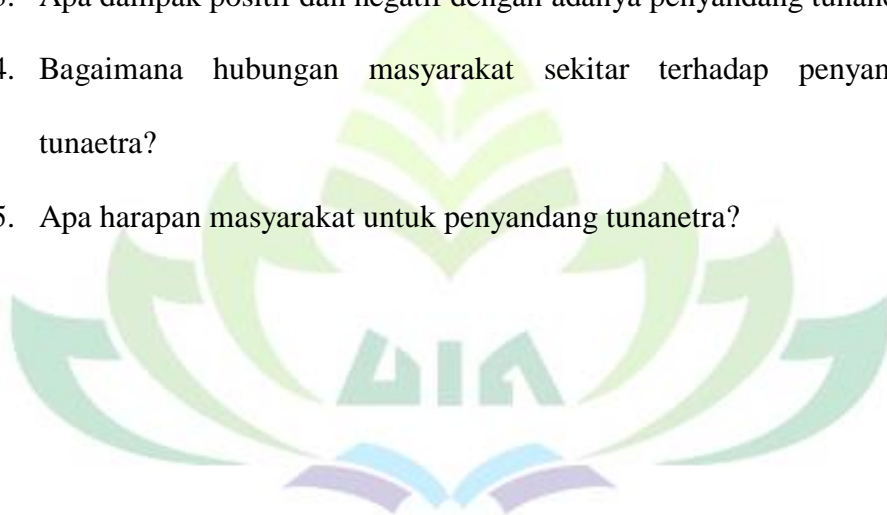 Apa dampak positif dan negatif dengan adanya penyandang
4. Bagaimana hubungan masyarakat sekitar terhadap
tunaetra?
5. Apa harapan masyarakat untuk penyandang tunanetra?
UIN